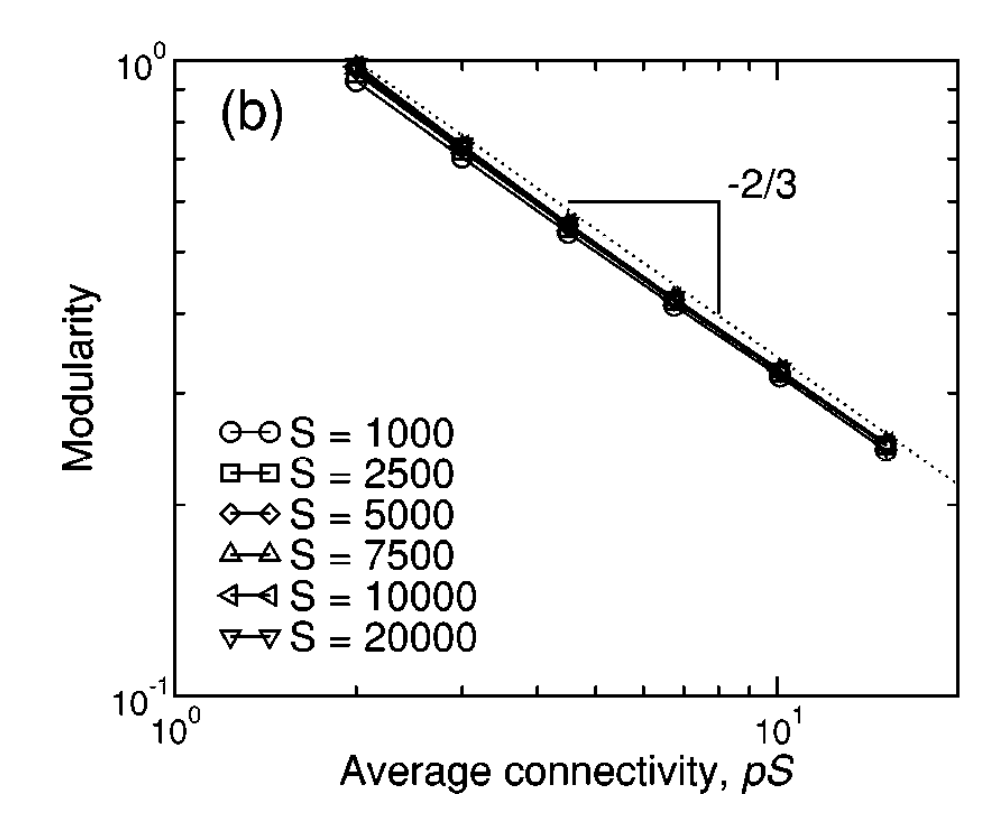 10^0
(b)
-2/3
Modularity
S = 1000
S = 2500
S = 5000
S = 7500
S = 10000
S = 20000
10^-1
10^0
10^1
Average connectivity, pS